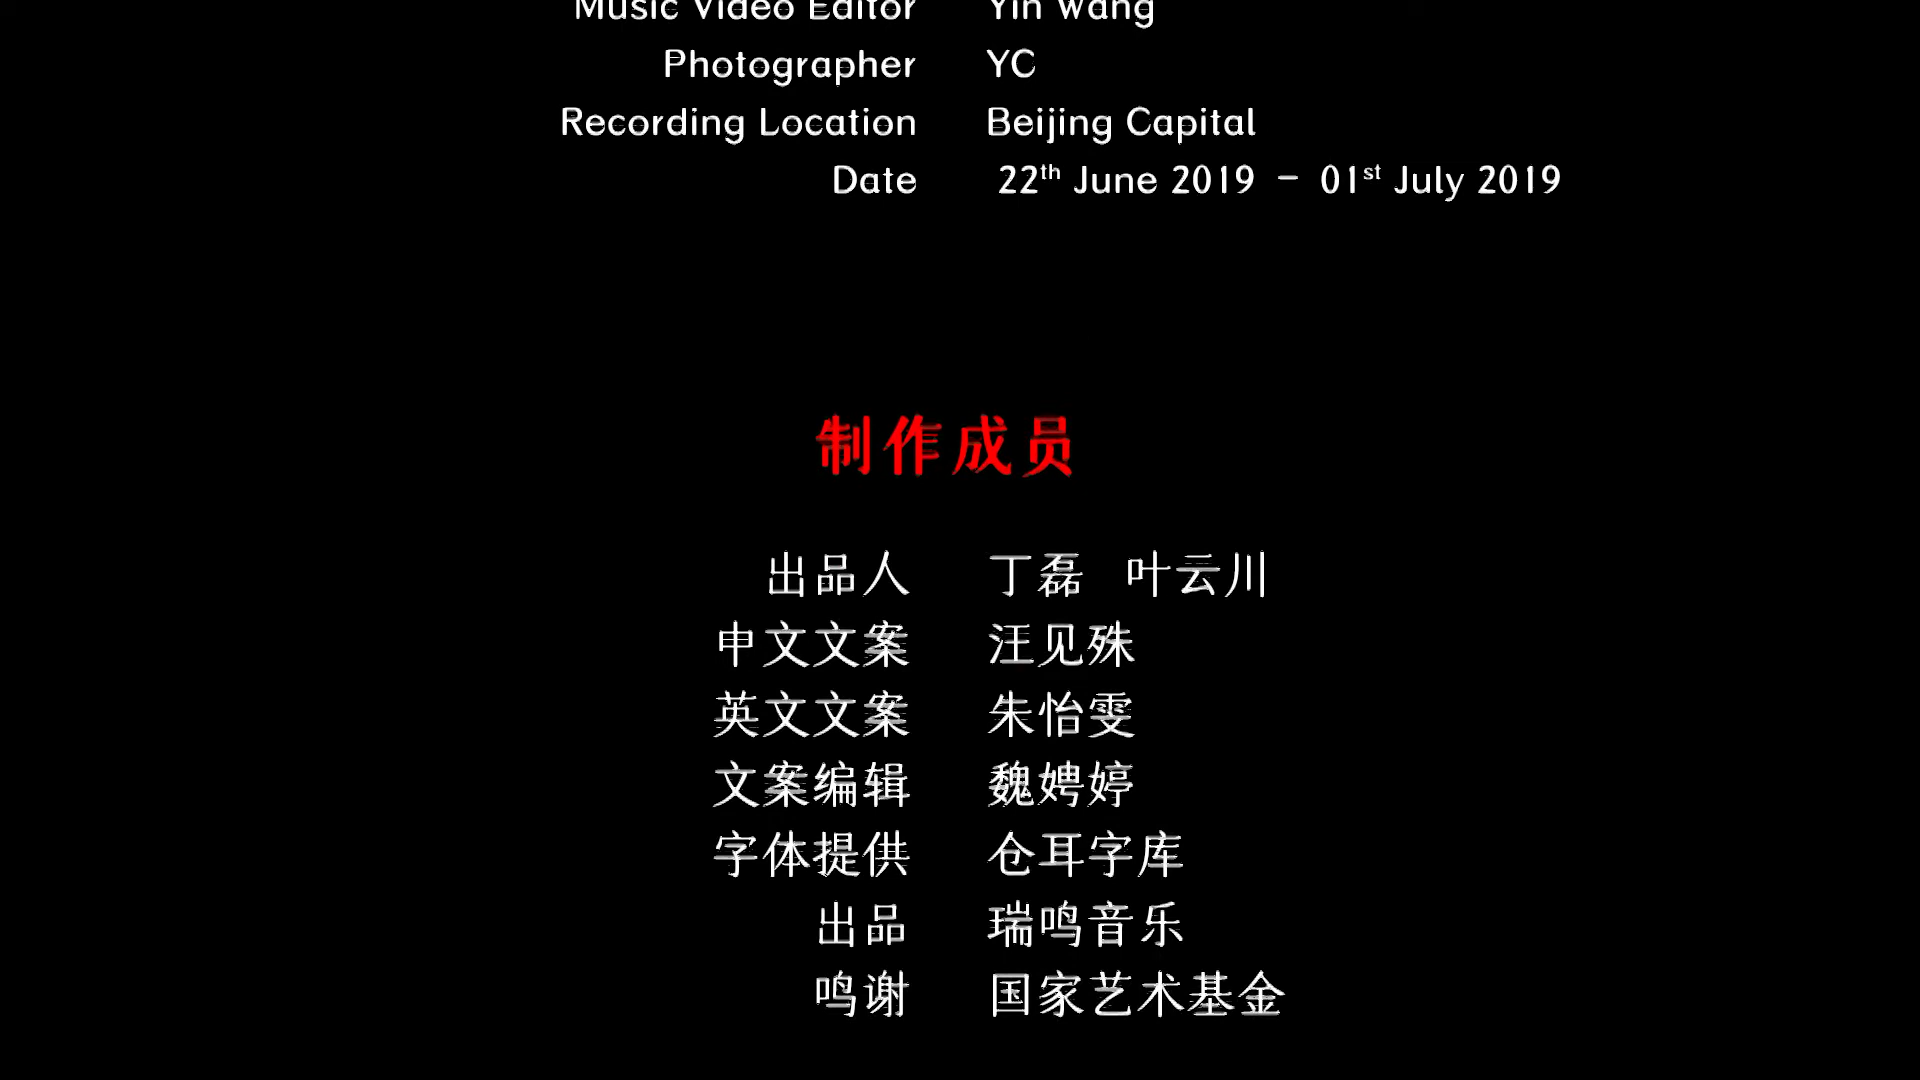 Music Video Editor Yin Wang
Photographer YC
Recording Location Beijing Capital
Date 22th June 2019 – 01st July 2019
制作成员
出品人 丁磊 叶云川
中文文案 汪见殊
英文文案 朱怡雯
文案编辑 魏娉婷
字体提供 仓耳字库
出品 瑞鸣音乐
鸣谢 国家艺术基金